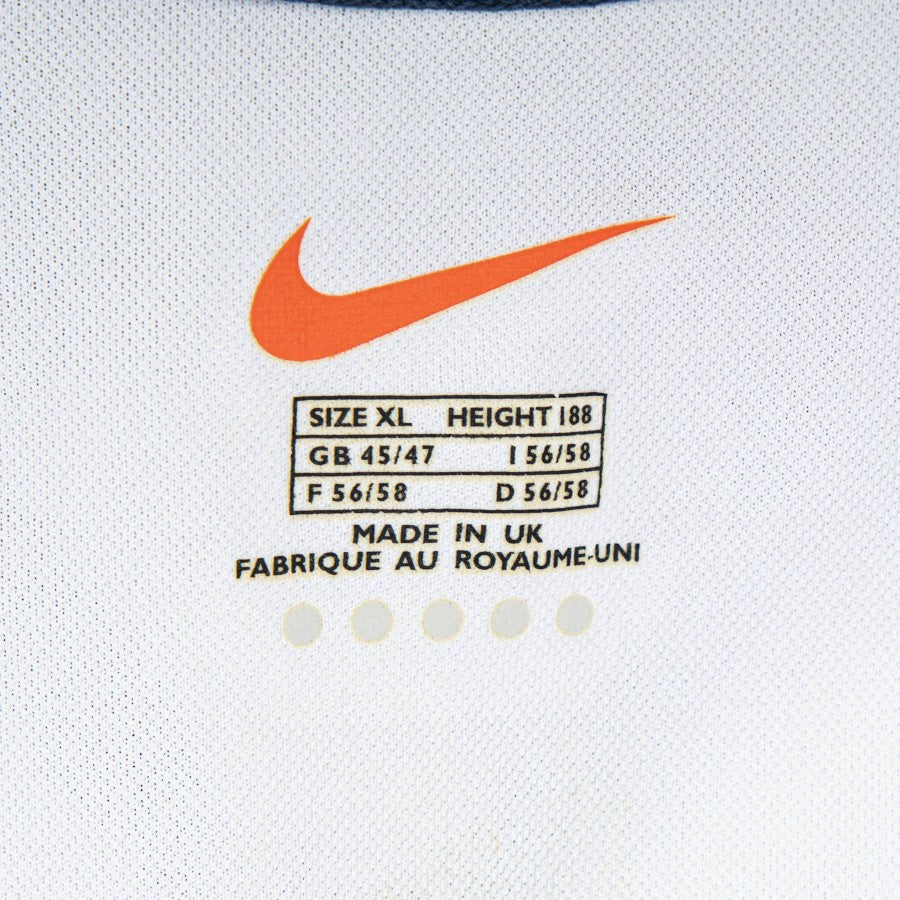 SIZE XL HEIGHT 188
GB 45/47 I 56/58
F 56/58 D 56/58
MADE IN UK
FABRIQUE AU ROYAUME-UNI